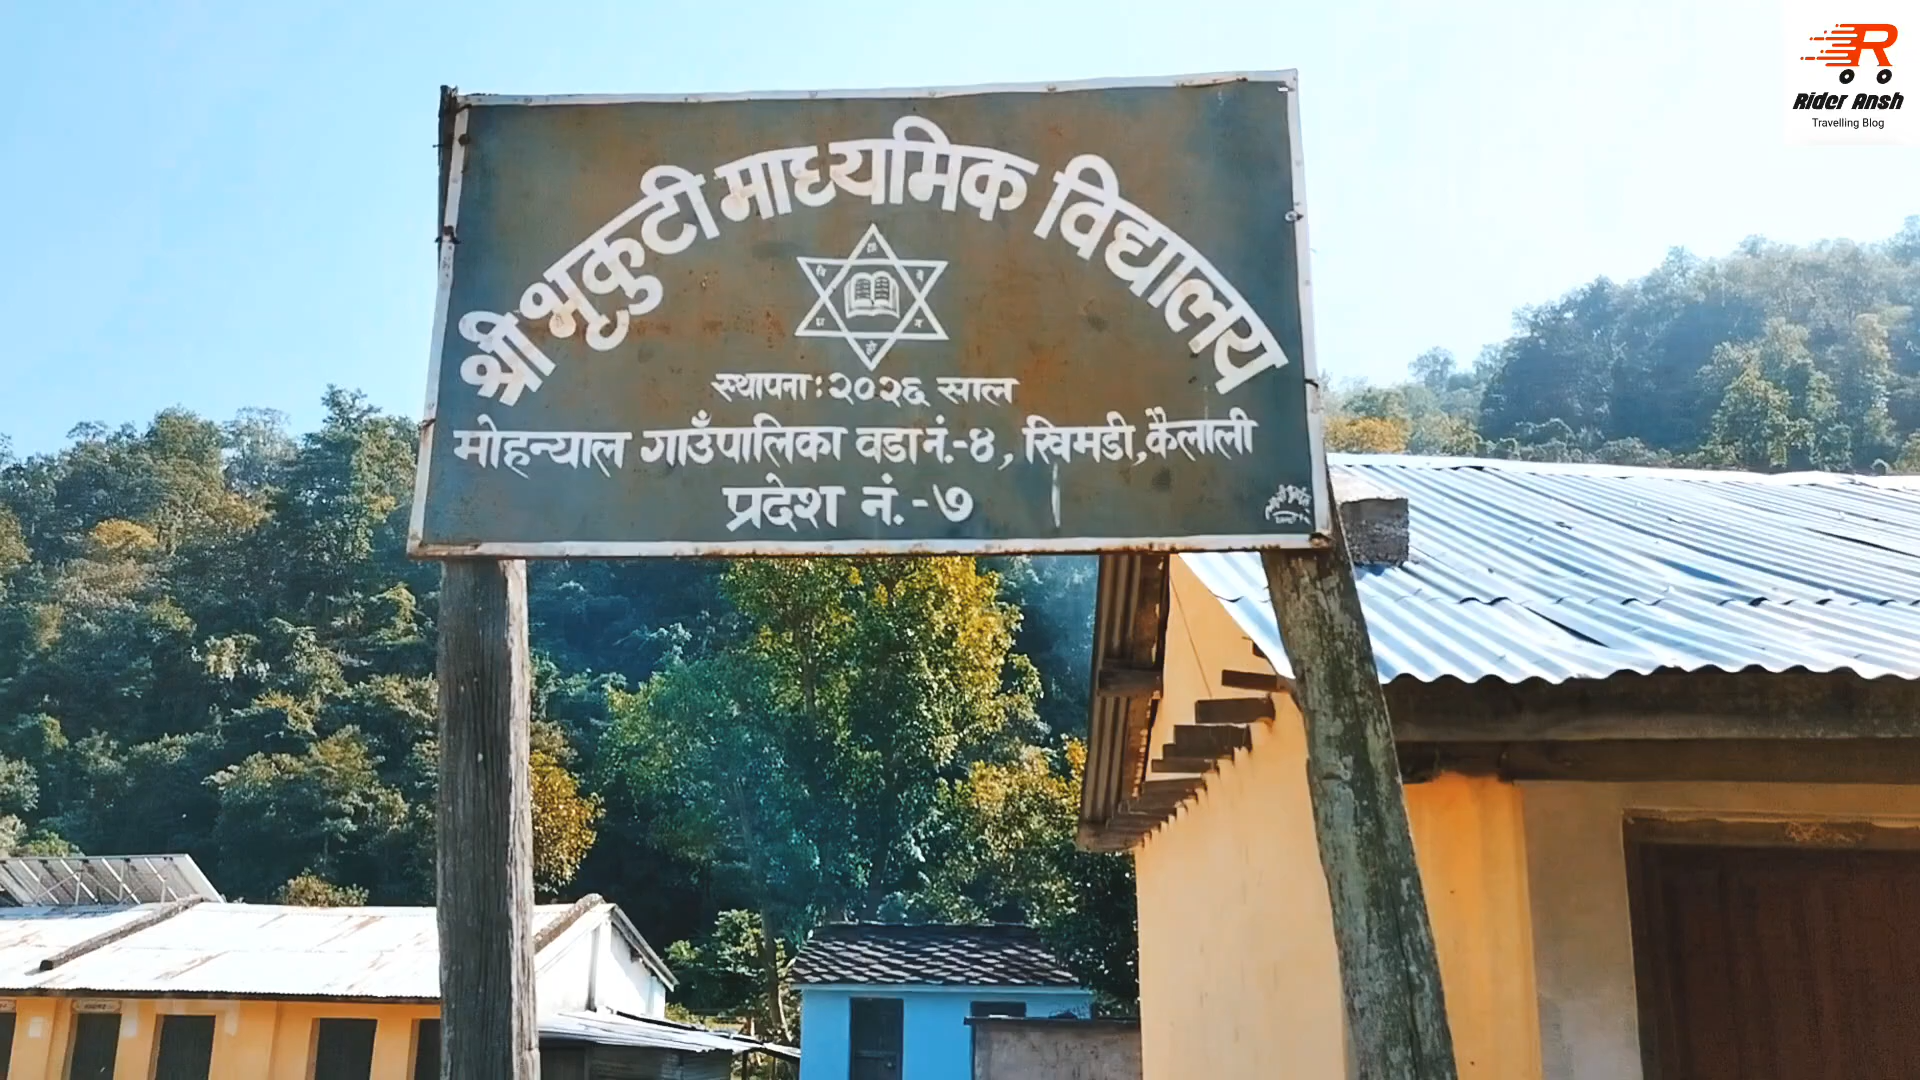 श्री भृकुटी माध्यमिक विद्यालय
स्थापना : २०२६ साल
मोहन्याल गाउँपालिका वडा नं.-४, खिमडी, कैलाली
प्रदेश नं.-७
Rider Ansh
Travelling Blog